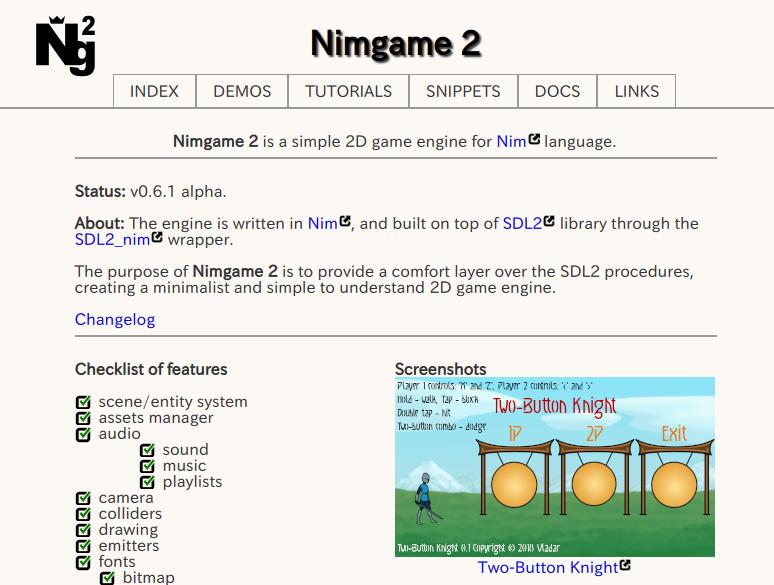 Ng2
Nimgame 2
INDEX
DEMOS
TUTORIALS
SNIPPETS
DOCS
LINKS
Nimgame 2 is a simple 2D game engine for Nim language.
Status: v0.6.1 alpha.
About: The engine is written in Nim, and built on top of SDL2 library through the
SDL2_nim wrapper.
The purpose of Nimgame 2 is to provide a comfort layer over the SDL2 procedures,
creating a minimalist and simple to understand 2D game engine.
Changelog
Checklist of features
scene/entity system
assets manager
audio
sound
music
playlists
camera
colliders
drawing
emitters
fonts
bitmap
Screenshots
Player 1 controls: 'A' and 'Z', Player 2 controls: '<' and '>'
Hold - walk, Tap - block
Double tap - hit
Two-button combo - dodge
Two-Button Knight
1P
2P
Exit
Two-Button Knight 0.1 Copyright © 2018 Vladar
Two-Button Knight